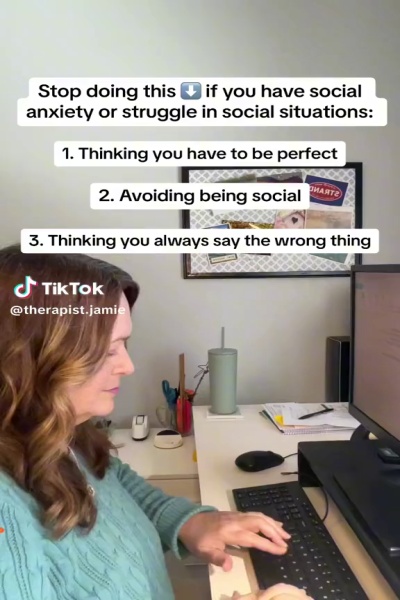 Stop doing this ⬇️ if you have social
anxiety or struggle in social situations:
1. Thinking you have to be perfect
2. Avoiding being social
3. Thinking you always say the wrong thing
STRAND
TikTok
@therapist.jamie